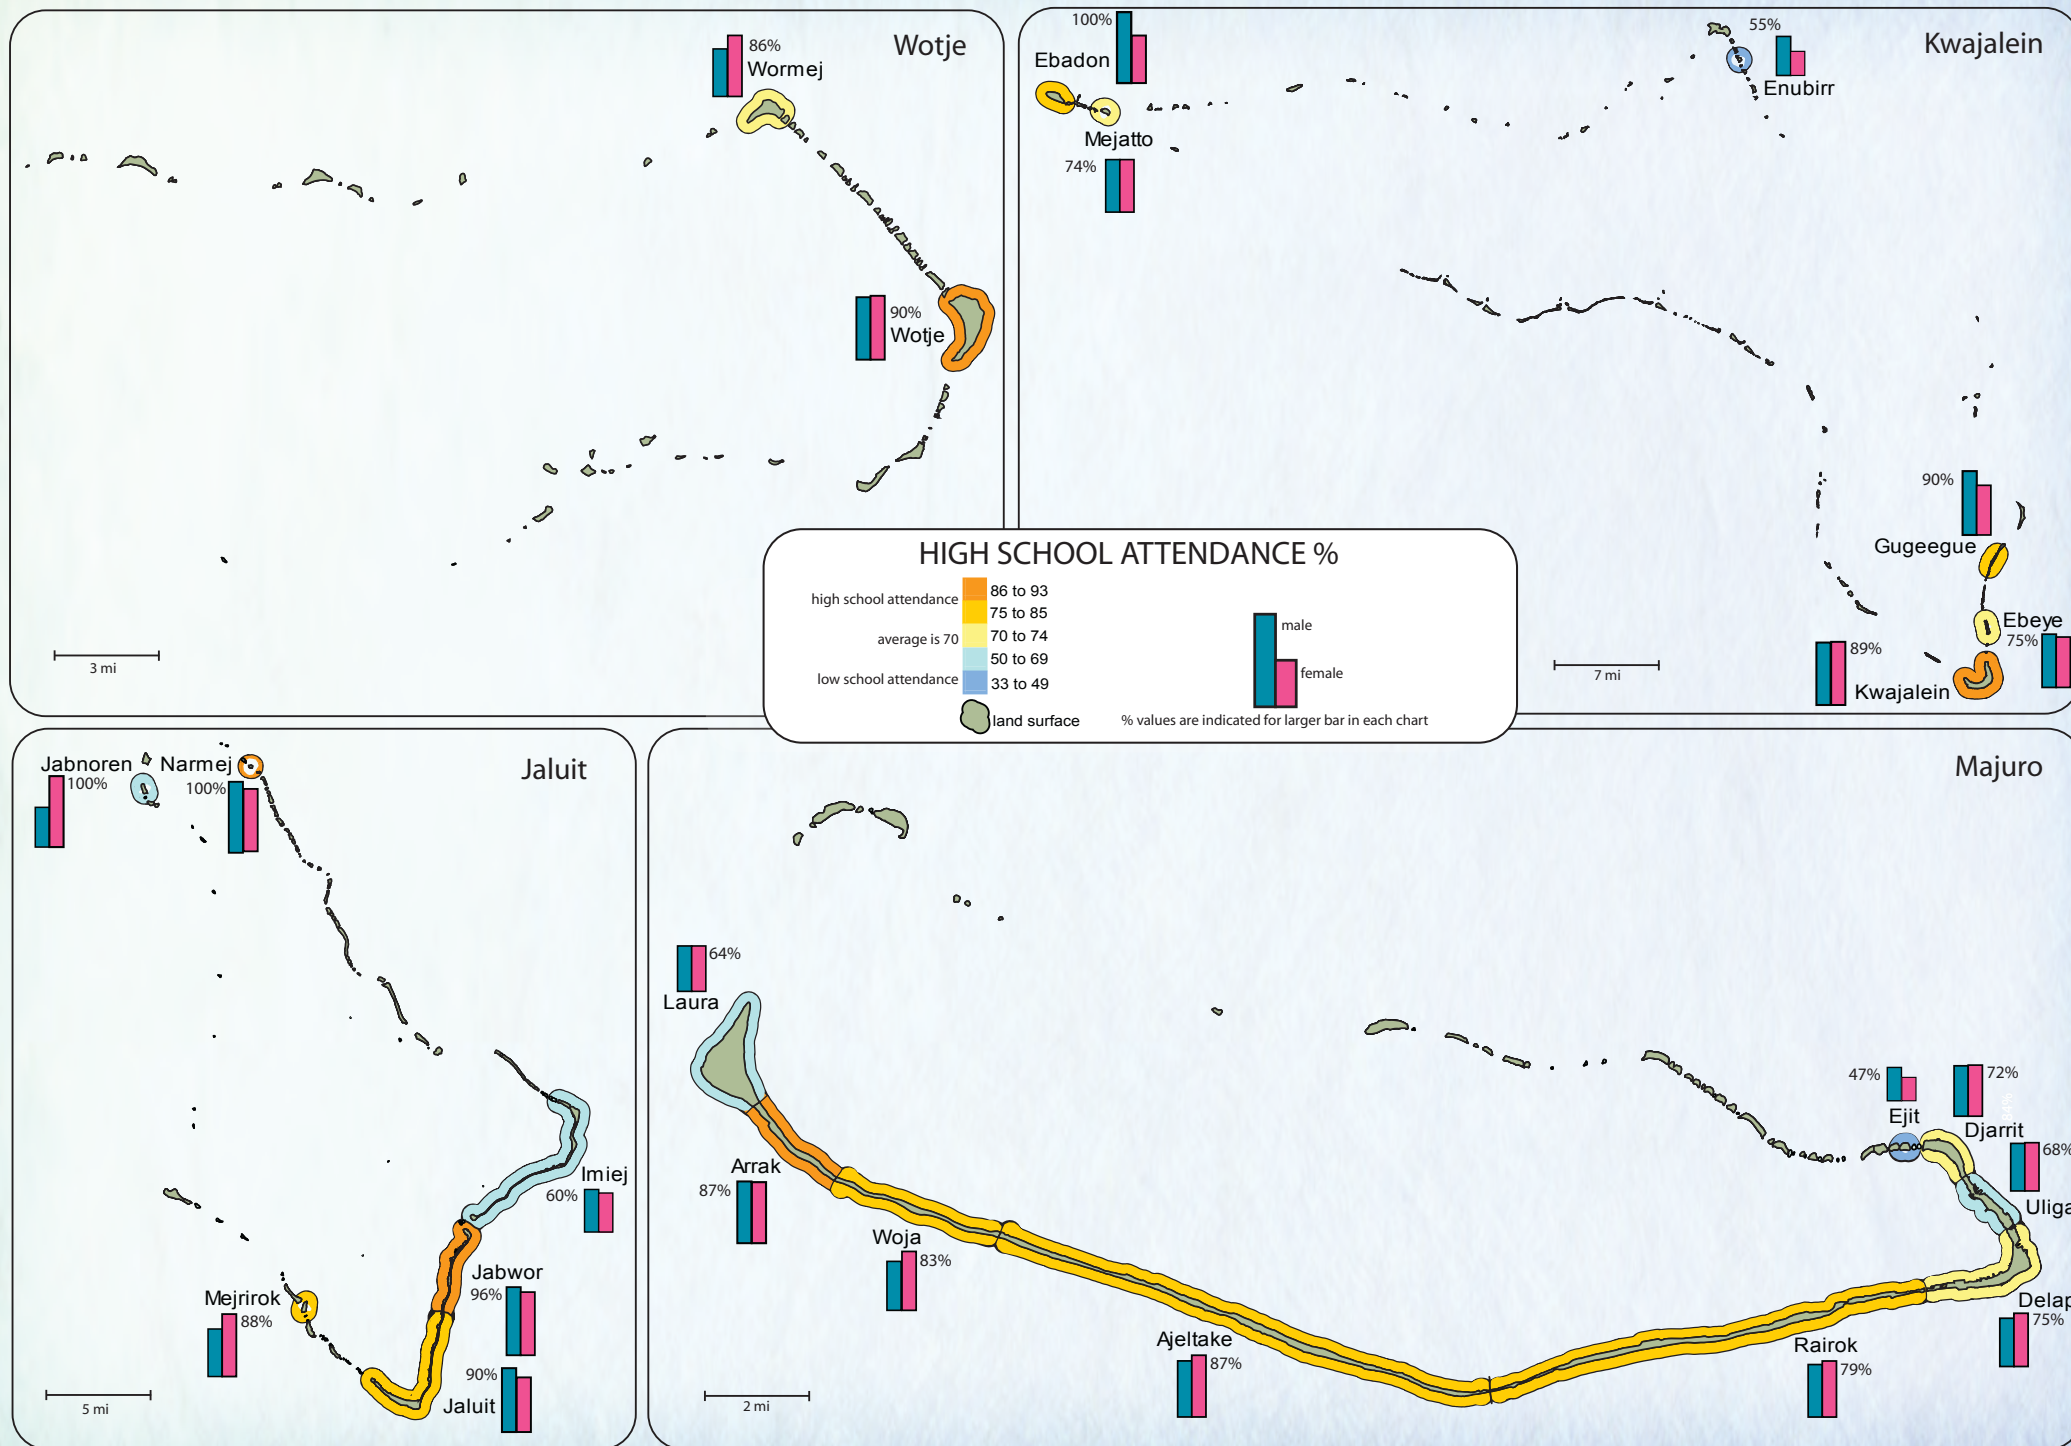 Wotje
86%
Wormej
90%
Wotje
3 mi
Kwajalein
100%
Ebadon
Mejatto
74%
55%
Enubirr
90%
Gugeegue
Ebeye
75%
89%
Kwajalein
7 mi
HIGH SCHOOL ATTENDANCE %
high school attendance
average is 70
low school attendance
86 to 93
75 to 85
70 to 74
50 to 69
33 to 49
land surface
male
female
% values are indicated for larger bar in each chart
Jaluit
Jabnoren
100%
Narmej
100%
Imiej
60%
Jabwor
96%
Mejrirok
88%
90%
Jaluit
5 mi
Majuro
64%
Laura
Arrak
87%
Woja
83%
Ajeltake
87%
Rairok
79%
47%
Ejit
72%
84%
Djarrit
68%
Uliga
Delap
75%
2 mi